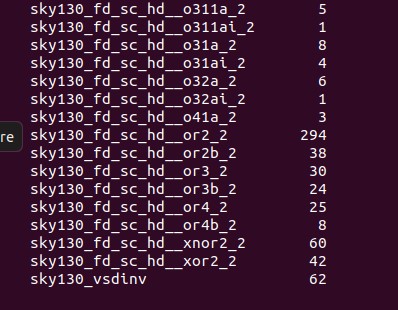 sky130_fd_sc_hd__o311a_2 5
sky130_fd_sc_hd__o311ai_2 1
sky130_fd_sc_hd__o31a_2 8
sky130_fd_sc_hd__o31ai_2 4
sky130_fd_sc_hd__o32a_2 6
sky130_fd_sc_hd__o32ai_2 1
sky130_fd_sc_hd__o41a_2 3
re sky130_fd_sc_hd__or2_2 294
sky130_fd_sc_hd__or2b_2 38
sky130_fd_sc_hd__or3_2 30
sky130_fd_sc_hd__or3b_2 24
sky130_fd_sc_hd__or4_2 25
sky130_fd_sc_hd__or4b_2 8
sky130_fd_sc_hd__xnor2_2 60
sky130_fd_sc_hd__xor2_2 42
sky130_vsdinv 62